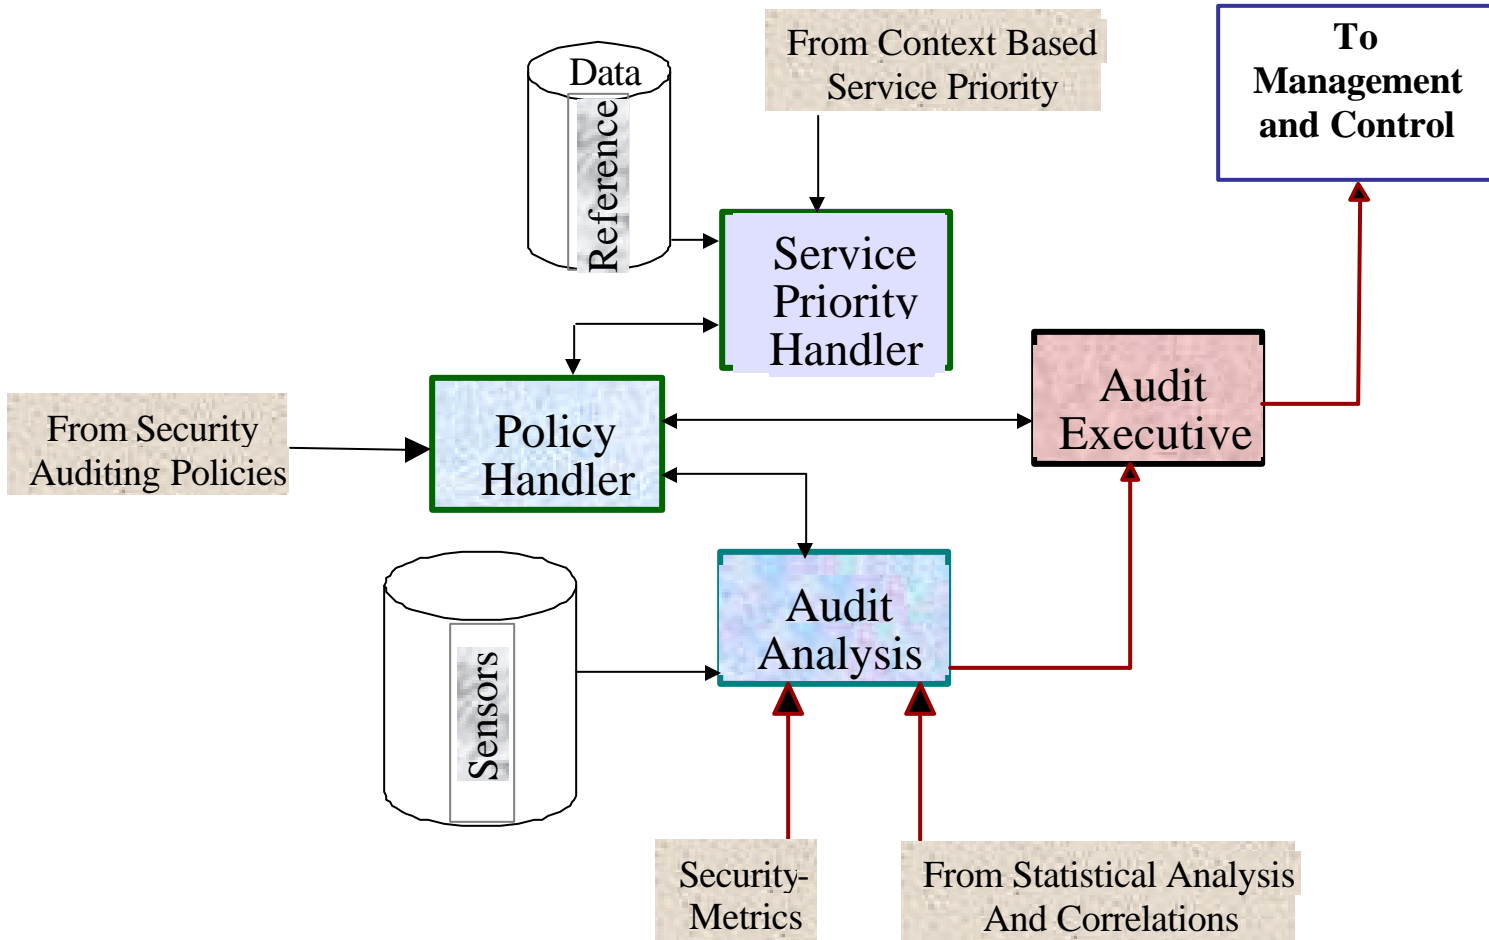 From Context Based
Service Priority
To
Management
and Control
Data
Reference
Service
Priority
Handler
Audit
Executive
From Security
Auditing Policies
Policy
Handler
Audit
Analysis
Sensors
Security-
Metrics
From Statistical Analysis
And Correlations